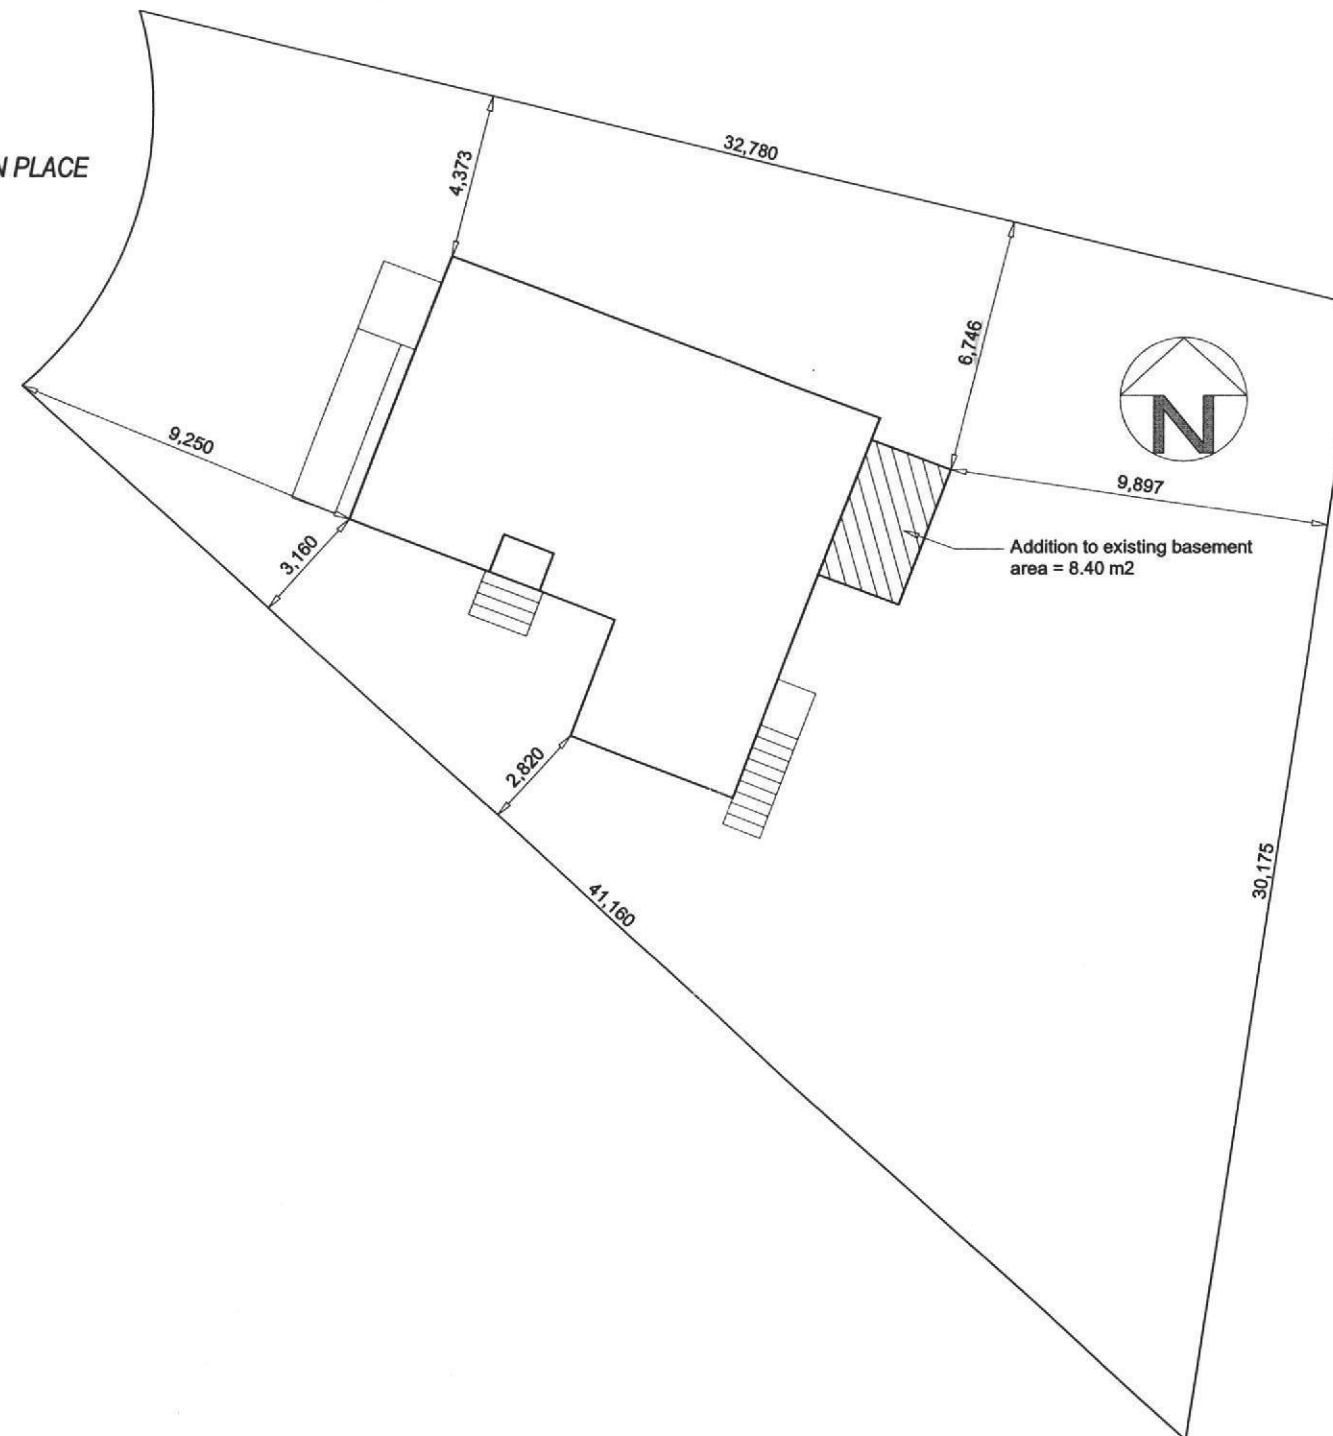 N PLACE
32,780
4,373
6,746
N
9,250
9,897
3,160
Addition to existing basement
area = 8.40 m2
2,820
30,175
41,160